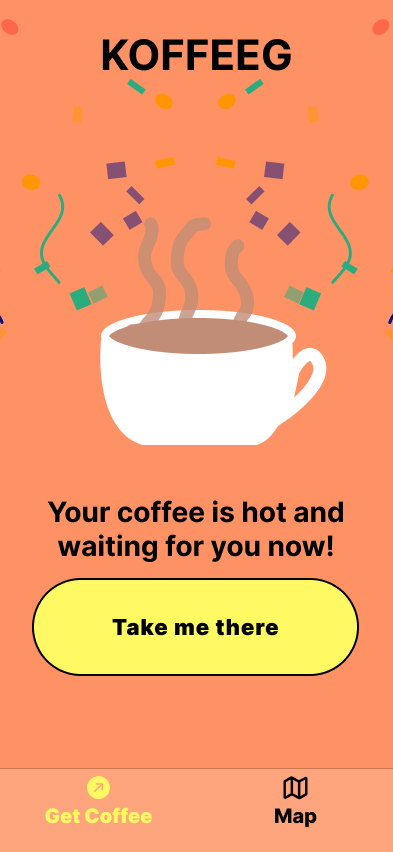 KOFFEEG
Your coffee is hot and
waiting for you now!
Take me there
Get Coffee
Map